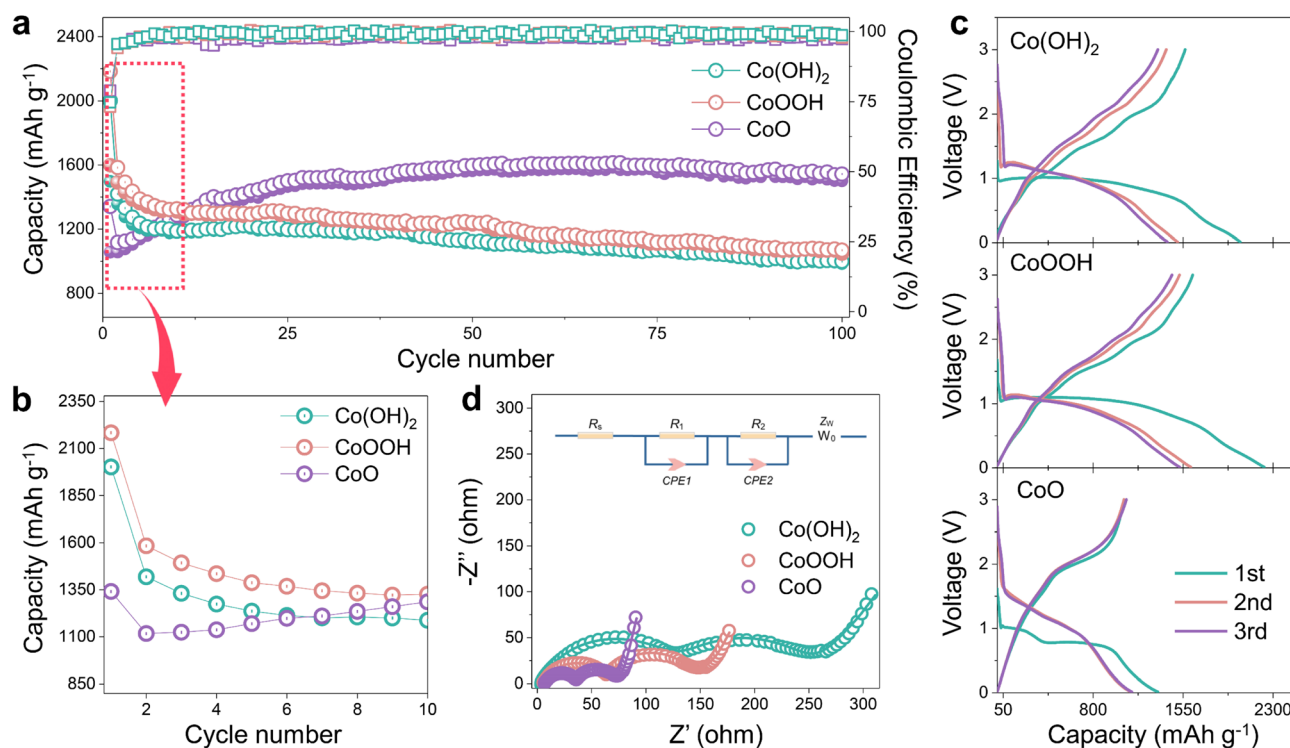 a
2400
2000
1600
1200
800
Capacity (mAh g⁻¹)
0
25
50
75
100
Cycle number
100
75
50
25
0
Coulombic Efficiency (%)
Co(OH)₂
CoOOH
CoO
b
2350
2100
1850
1600
1350
1100
850
Capacity (mAh g⁻¹)
2
4
6
8
10
Cycle number
Co(OH)₂
CoOOH
CoO
c
Co(OH)₂
3
2
1
0
Voltage (V)
CoOOH
3
2
1
0
Voltage (V)
CoO
3
2
1
0
Voltage (V)
1st
2nd
3rd
50
800
1550
2300
Capacity (mAh g⁻¹)
d
300
250
200
150
100
50
0
-Z'' (ohm)
Rs
R1
R2
Zw
W0
CPE1
CPE2
Co(OH)₂
CoOOH
CoO
0
50
100
150
200
250
300
Z' (ohm)